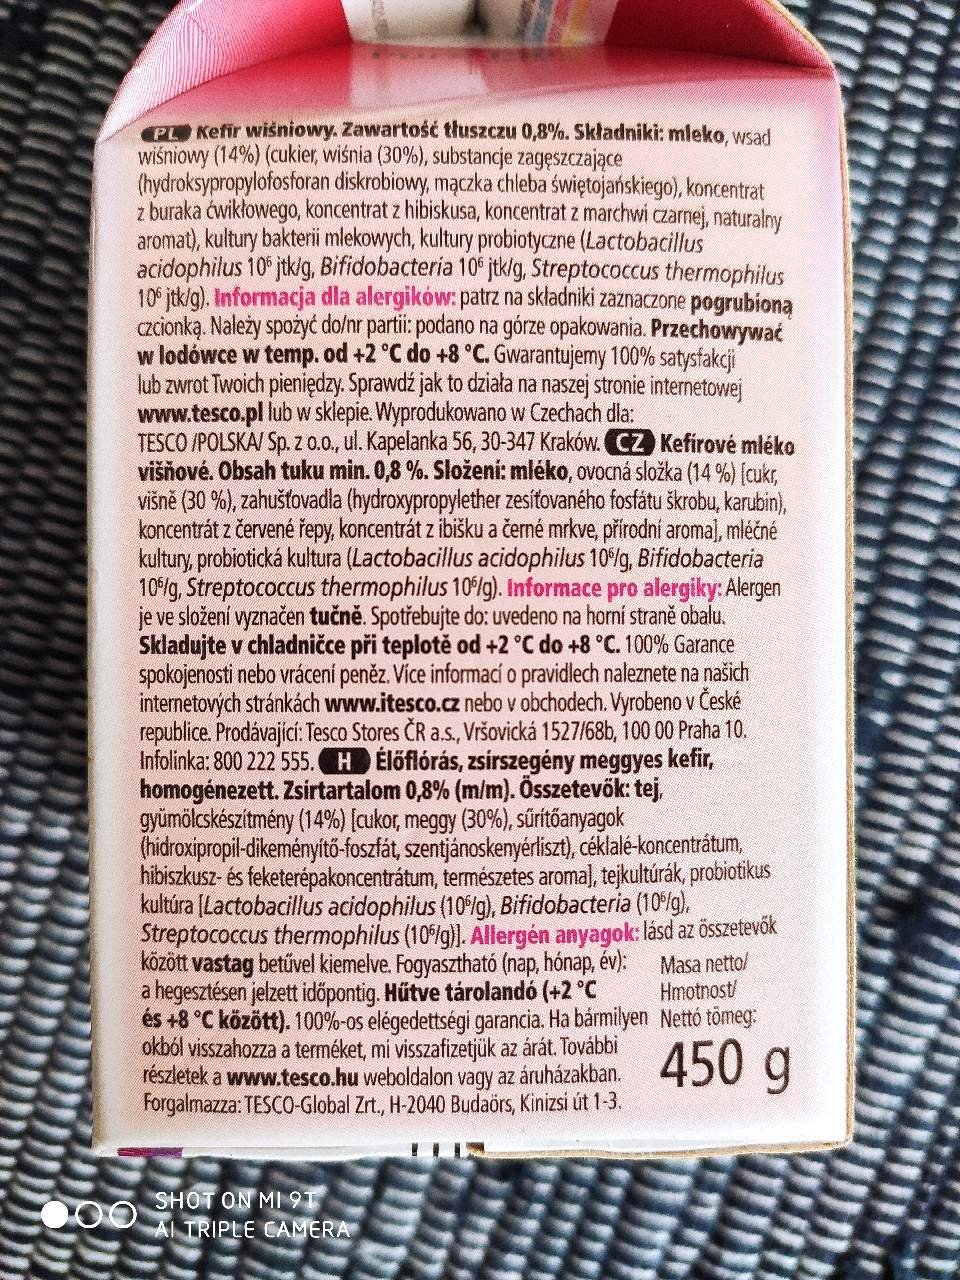 PL Kefir wiśniowy. Zawartość tłuszczu 0,8%. Składniki: mleko, wsad
wiśniowy (14%) (cukier, wiśnia (30%), substancje zagęszczające
(hydroksypropylofosforan diskrobiowy, mączka chleba świętojańskiego), koncentrat
z buraka ćwikłowego, koncentrat z hibiskusa, koncentrat z marchwi czarnej, naturalny
aromat), kultury bakterii mlekowych, kultury probiotyczne (Lactobacillus
acidophilus 10⁶ jtk/g, Bifidobacteria 10⁶ jtk/g, Streptococcus thermophilus
10⁶ jtk/g). Informacja dla alergików: patrz na składniki zaznaczone pogrubioną
czcionką. Należy spożyć do/nr partii: podano na górze opakowania. Przechowywać
w lodówce w temp. od +2 °C do +8 °C. Gwarantujemy 100% satysfakcji
lub zwrot Twoich pieniędzy. Sprawdź jak to działa na naszej stronie internetowej
www.tesco.pl lub w sklepie. Wyprodukowano w Czechach dla:
TESCO /POLSKA/ Sp. z o.o., ul. Kapelanka 56, 30-347 Kraków. CZ Kefírové mléko
višňové. Obsah tuku min. 0,8 %. Složení: mléko, ovocná složka (14 %) [cukr,
višně (30 %), zahušťovadla (hydroxypropylether zesíťovaného fosfátu škrobu, karubin),
koncentrát z červené řepy, koncentrát z ibišku a černé mrkve, přírodní aroma], mléčné
kultury, probiotická kultura (Lactobacillus acidophilus 10⁶/g, Bifidobacteria
10⁶/g, Streptococcus thermophilus 10⁶/g). Informace pro alergiky: Alergen
je ve složení vyznačen tučně. Spotřebujte do: uvedeno na horní straně obalu.
Skladujte v chladničce při teplotě od +2 °C do +8 °C. 100% Garance
spokojenosti nebo vrácení peněz. Více informací o pravidlech naleznete na našich
internetových stránkách www.itesco.cz nebo v obchodech. Vyrobeno v České
republice. Prodávající: Tesco Stores ČR a.s., Vršovická 1527/68b, 100 00 Praha 10.
Infolinka: 800 222 555. H Élőflórás, zsírszegény meggyes kefir,
homogénezett. Zsírtartalom 0,8% (m/m). Összetevők: tej,
gyümölcskészítmény (14%) [cukor, meggy (30%), sűrítőanyagok
(hidroxipropil-dikeményítő-foszfát, szentjánoskenyérliszt), céklalé-koncentrátum,
hibiszkusz- és feketerépakoncentrátum, természetes aroma], tejkultúrák, probiotikus
kultúra [Lactobacillus acidophilus (10⁶/g), Bifidobacteria (10⁶/g),
Streptococcus thermophilus (10⁶/g)]. Allergén anyagok: lásd az összetevők
között vastag betűvel kiemelve. Fogyasztható (nap, hónap, év):
a hegesztésen jelzett időpontig. Hűtve tárolandó (+2 °C
és +8 °C között). 100%-os elégedettségi garancia. Ha bármilyen
okból visszahozza a terméket, mi visszafizetjük az árát. További
részletek a www.tesco.hu weboldalon vagy az áruházakban.
Forgalmazza: TESCO-Global Zrt., H-2040 Budaörs, Kinizsi út 1-3.
Masa netto/
Hmotnost/
Nettó tömeg:
450 g
SHOT ON MI 9T
AI TRIPLE CAMERA